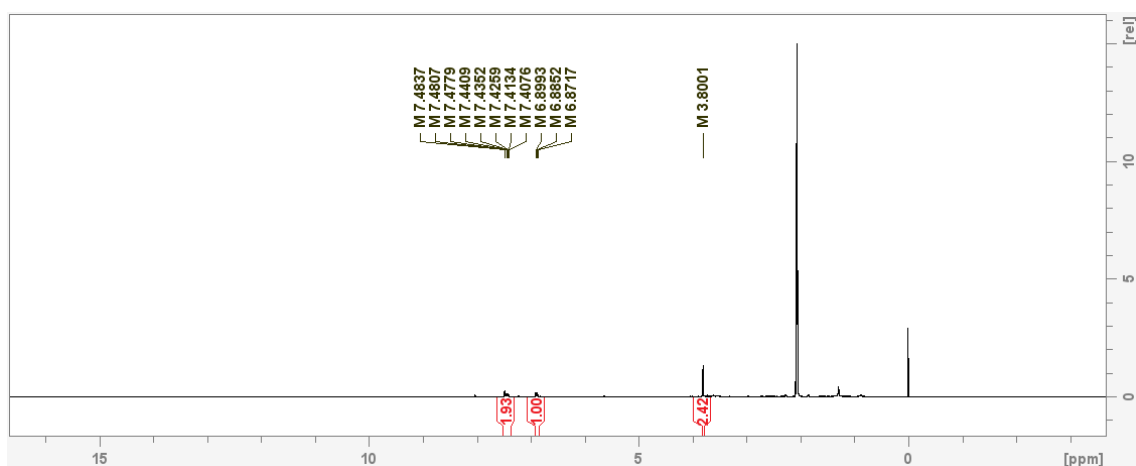 M 7.4837
M 7.4807
M 7.4779
M 7.4409
M 7.4352
M 7.4259
M 7.4134
M 7.4076
M 6.8993
M 6.8852
M 6.8717
M 3.8001
[rel]
10
5
0
1.93
1.00
2.42
15
10
5
0
[ppm]